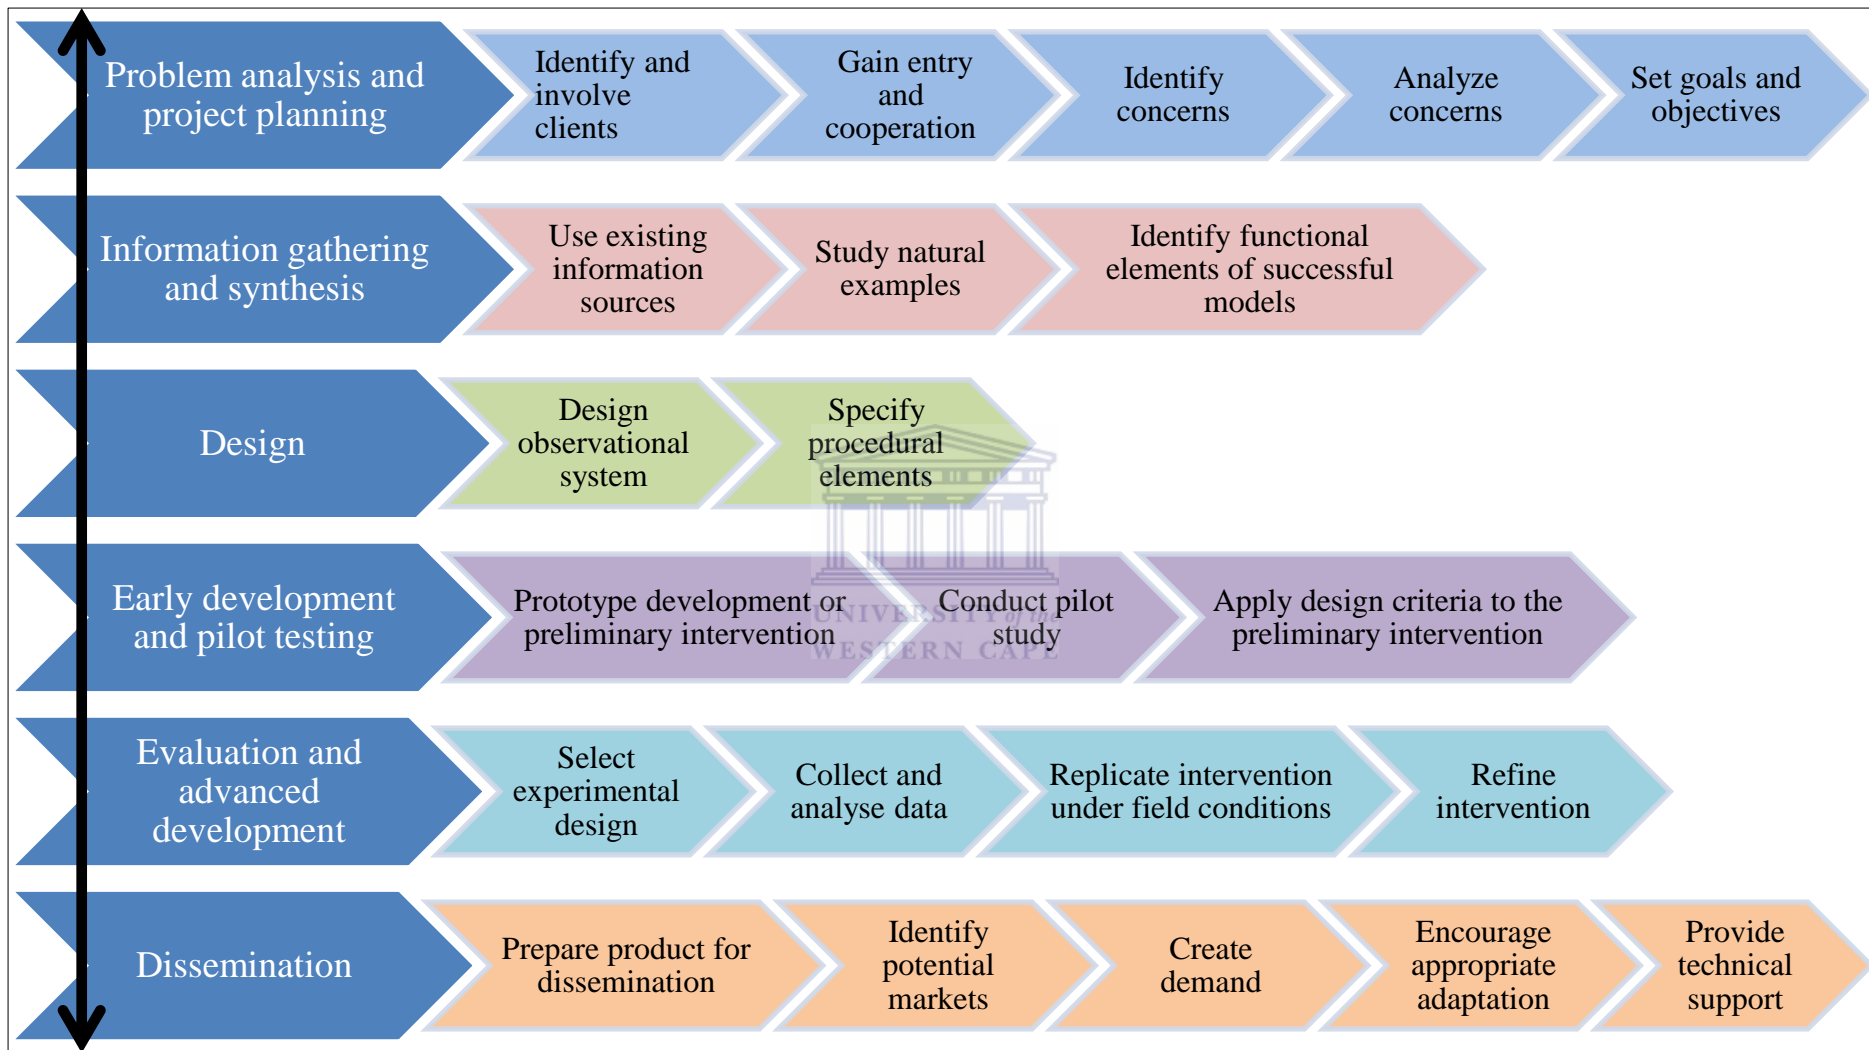 Problem analysis and
project planning
Identify and
involve
clients
Gain entry
and
cooperation
Identify
concerns
Analyze
concerns
Set goals and
objectives
Information gathering
and synthesis
Use existing
information
sources
Study natural
examples
Identify functional
elements of successful
models
Design
Design
observational
system
Specify
procedural
elements
Early development
and pilot testing
Prototype development or
preliminary intervention
Conduct pilot
study
Apply design criteria to the
preliminary intervention
UNIVERSITY of the
WESTERN CAPE
Evaluation and
advanced
development
Select
experimental
design
Collect and
analyse data
Replicate intervention
under field conditions
Refine
intervention
Dissemination
Prepare product for
dissemination
Identify
potential
markets
Create
demand
Encourage
appropriate
adaptation
Provide
technical
support